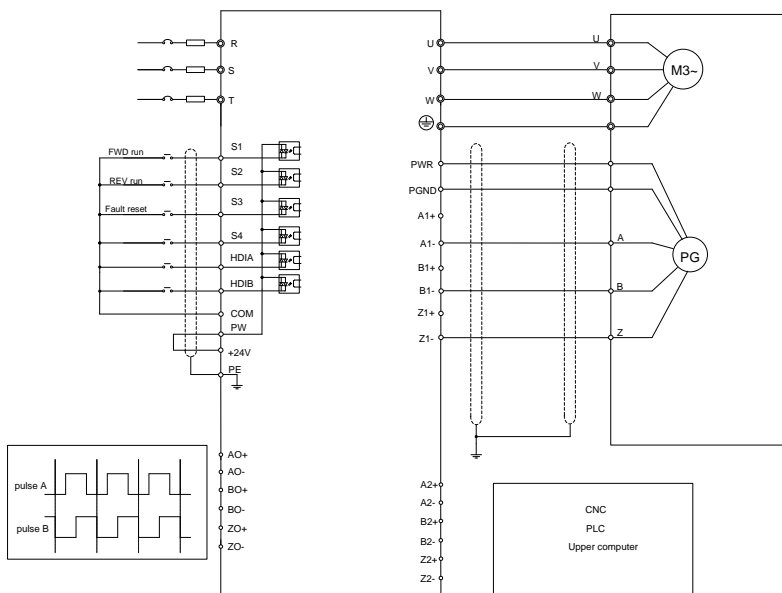 R
S
T
FWD run
REV run
Fault reset
S1
S2
S3
S4
HDIA
HDIB
COM
PW
+24V
PE
pulse A
pulse B
AO+
AO-
BO+
BO-
ZO+
ZO-
U
V
W
PWR
PGND
A1+
A1-
B1+
B1-
Z1+
Z1-
A2+
A2-
B2+
B2-
Z2+
Z2-
U
V
W
M3~
A
B
Z
PG
CNC
PLC
Upper computer